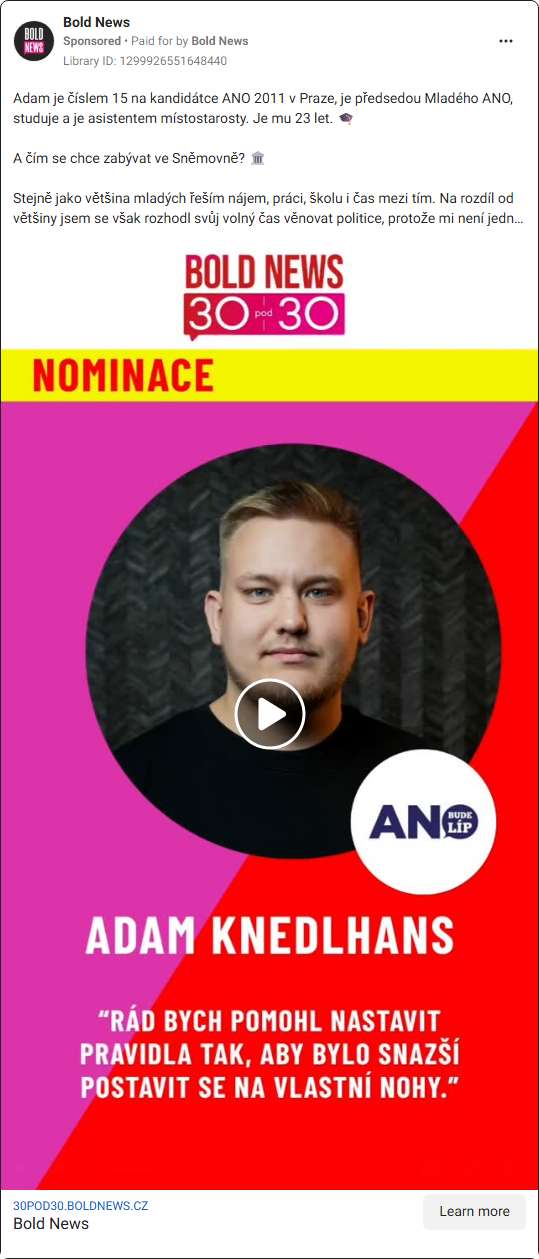 BOLD
NEWS
Bold News
Sponsored • Paid for by Bold News
Library ID: 1299926551648440
Adam je číslem 15 na kandidátce ANO 2011 v Praze, je předsedou Mladého ANO,
studuje a je asistentem místostarosty. Je mu 23 let.
A čím se chce zabývat ve Sněmovně?
Stejně jako většina mladých řeším nájem, práci, školu i čas mezi tím. Na rozdíl od
většiny jsem se však rozhodl svůj volný čas věnovat politice, protože mi není jedn...
BOLD NEWS
30 pod 30
NOMINACE
ANO
BUDE
LÍP
ADAM KNEDLHANS
“RÁD BYCH POMOHL NASTAVIT
PRAVIDLA TAK, ABY BYLO SNAZŠÍ
POSTAVIT SE NA VLASTNÍ NOHY.”
30POD30.BOLDNEWS.CZ
Bold News
Learn more